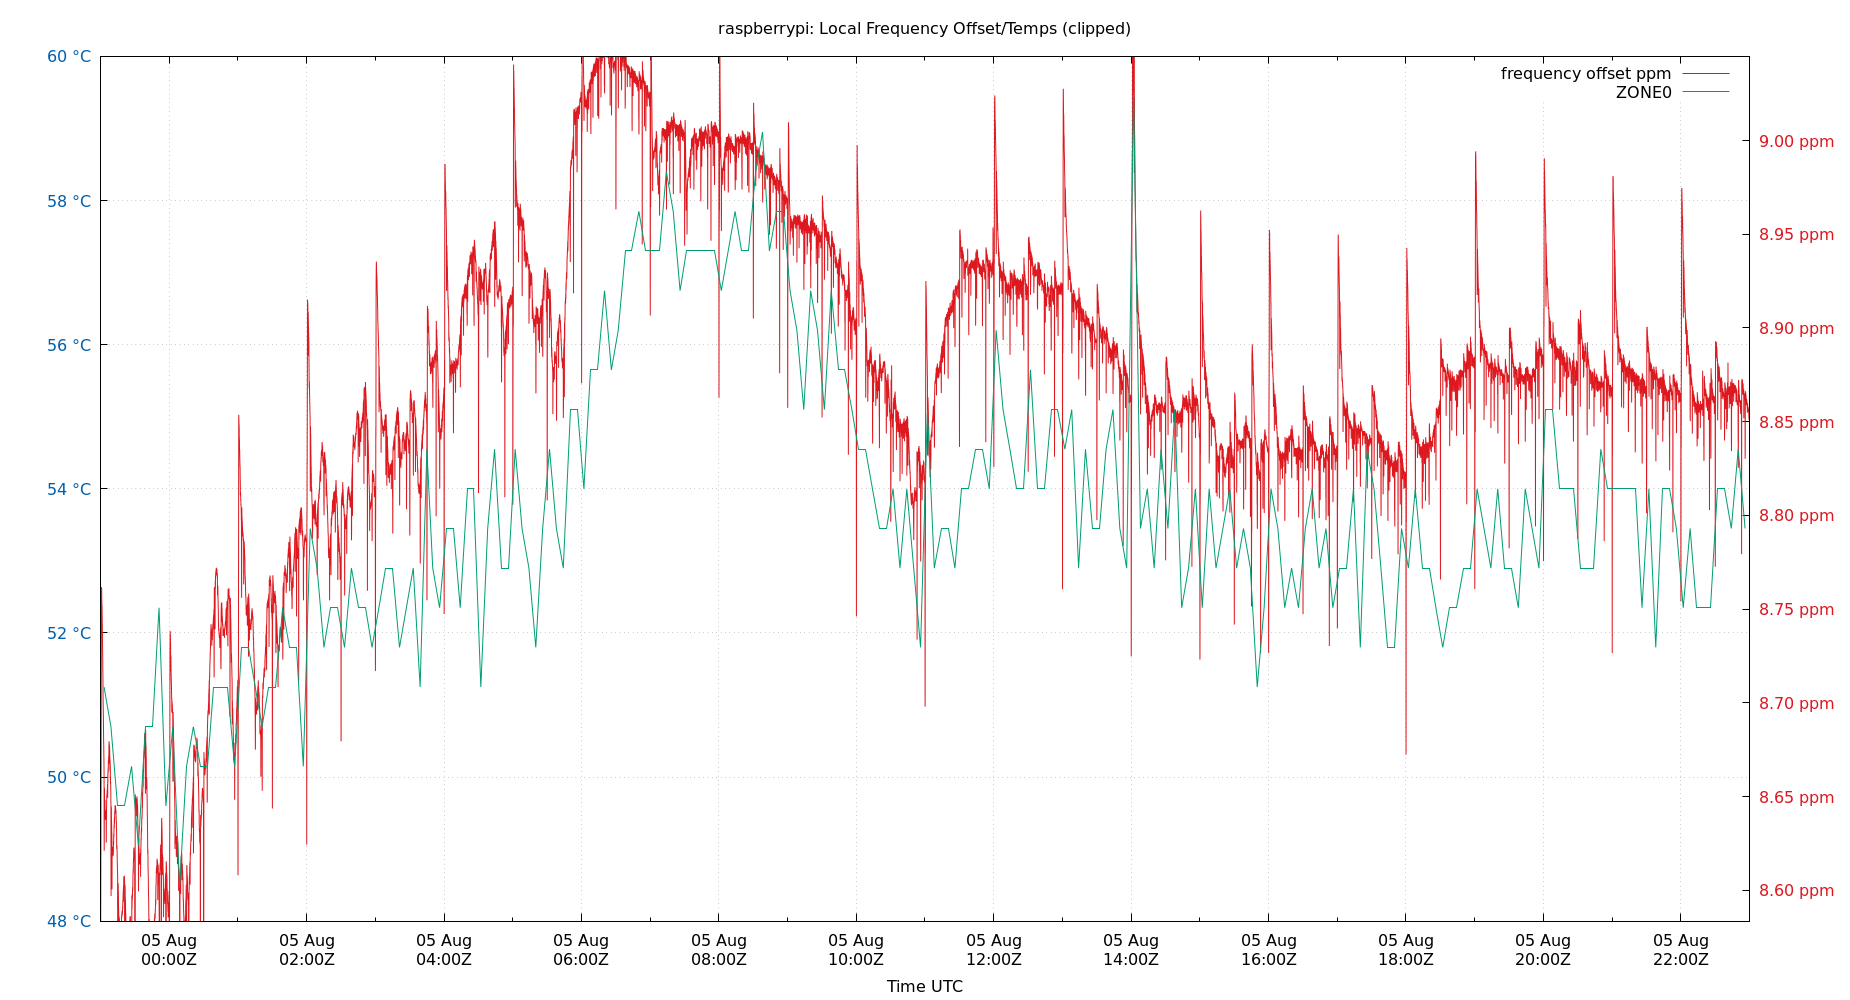 raspberrypi: Local Frequency Offset/Temps (clipped)
60 °C
58 °C
56 °C
54 °C
52 °C
50 °C
48 °C
frequency offset ppm
ZONE0
9.00 ppm
8.95 ppm
8.90 ppm
8.85 ppm
8.80 ppm
8.75 ppm
8.70 ppm
8.65 ppm
8.60 ppm
05 Aug 05 Aug 05 Aug 05 Aug 05 Aug 05 Aug 05 Aug 05 Aug 05 Aug 05 Aug 05 Aug 05 Aug
00:00Z 02:00Z 04:00Z 06:00Z 08:00Z 10:00Z 12:00Z 14:00Z 16:00Z 18:00Z 20:00Z 22:00Z
Time UTC